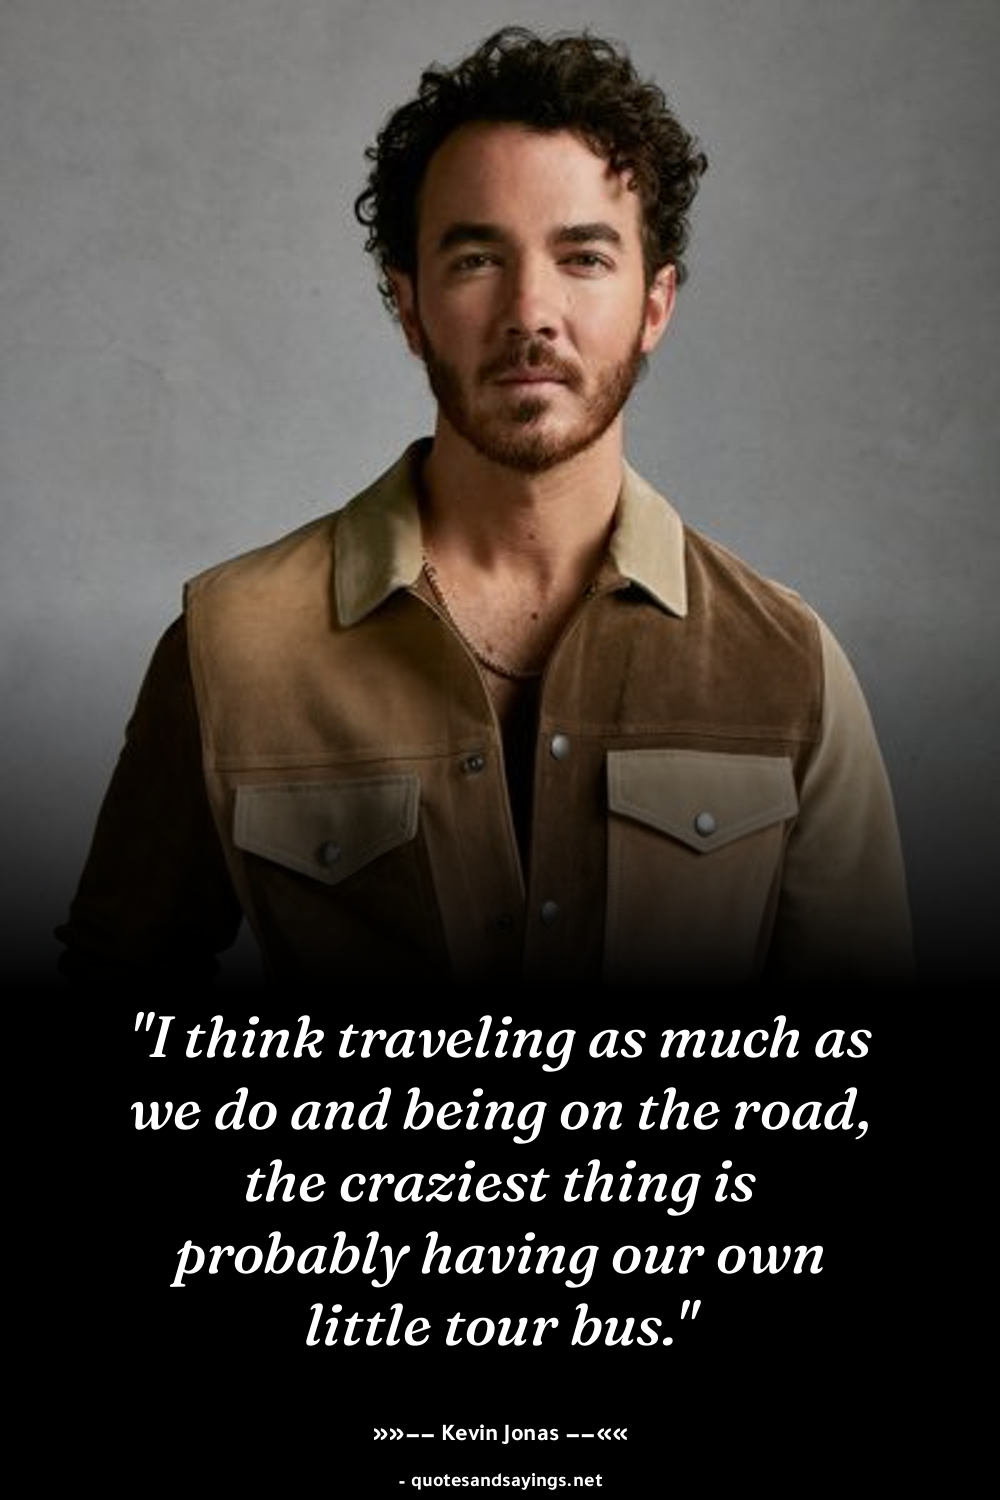 "I think traveling as much as
we do and being on the road,
the craziest thing is
probably having our own
little tour bus."
»»–– Kevin Jonas ––««
- quotesandsayings.net